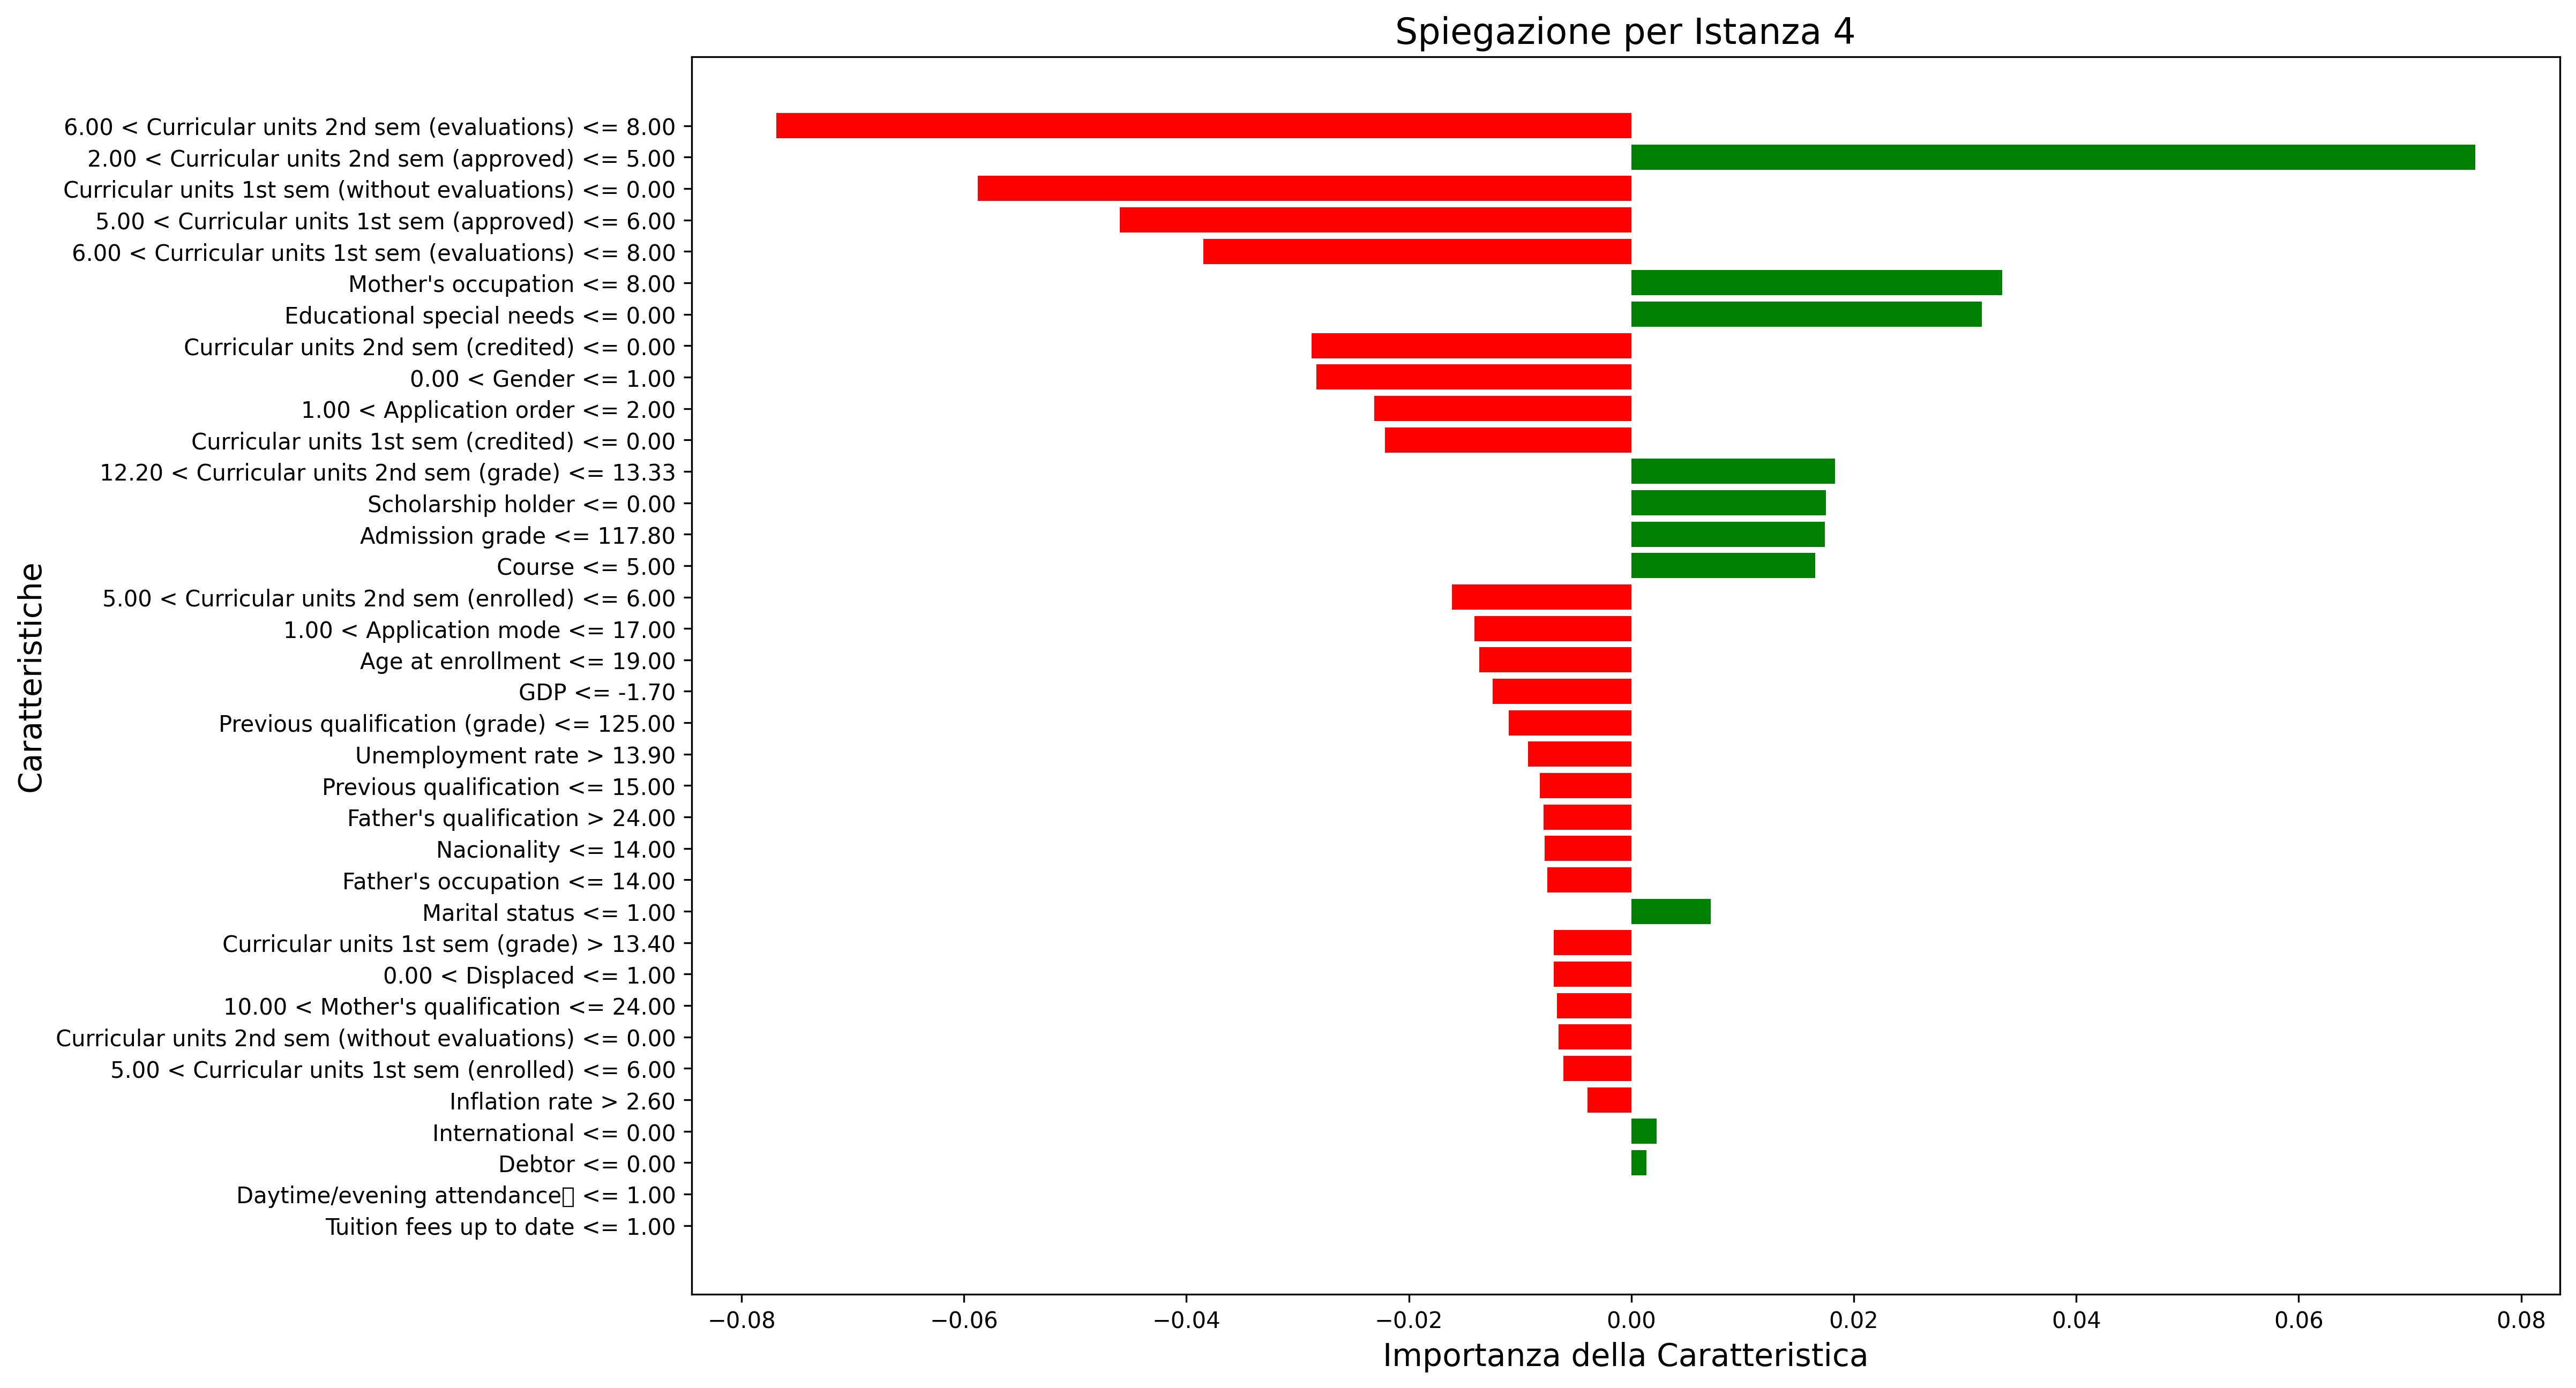 Spiegazione per Istanza 4
Caratteristiche
6.00 < Curricular units 2nd sem (evaluations) <= 8.00
2.00 < Curricular units 2nd sem (approved) <= 5.00
Curricular units 1st sem (without evaluations) <= 0.00
5.00 < Curricular units 1st sem (approved) <= 6.00
6.00 < Curricular units 1st sem (evaluations) <= 8.00
Mother's occupation <= 8.00
Educational special needs <= 0.00
Curricular units 2nd sem (credited) <= 0.00
0.00 < Gender <= 1.00
1.00 < Application order <= 2.00
Curricular units 1st sem (credited) <= 0.00
12.20 < Curricular units 2nd sem (grade) <= 13.33
Scholarship holder <= 0.00
Admission grade <= 117.80
Course <= 5.00
5.00 < Curricular units 2nd sem (enrolled) <= 6.00
1.00 < Application mode <= 17.00
Age at enrollment <= 19.00
GDP <= -1.70
Previous qualification (grade) <= 125.00
Unemployment rate > 13.90
Previous qualification <= 15.00
Father's qualification > 24.00
Nacionality <= 14.00
Father's occupation <= 14.00
Marital status <= 1.00
Curricular units 1st sem (grade) > 13.40
0.00 < Displaced <= 1.00
10.00 < Mother's qualification <= 24.00
Curricular units 2nd sem (without evaluations) <= 0.00
5.00 < Curricular units 1st sem (enrolled) <= 6.00
Inflation rate > 2.60
International <= 0.00
Debtor <= 0.00
Daytime/evening attendance▯ <= 1.00
Tuition fees up to date <= 1.00
−0.08 −0.06 −0.04 −0.02 0.00 0.02 0.04 0.06 0.08
Importanza della Caratteristica